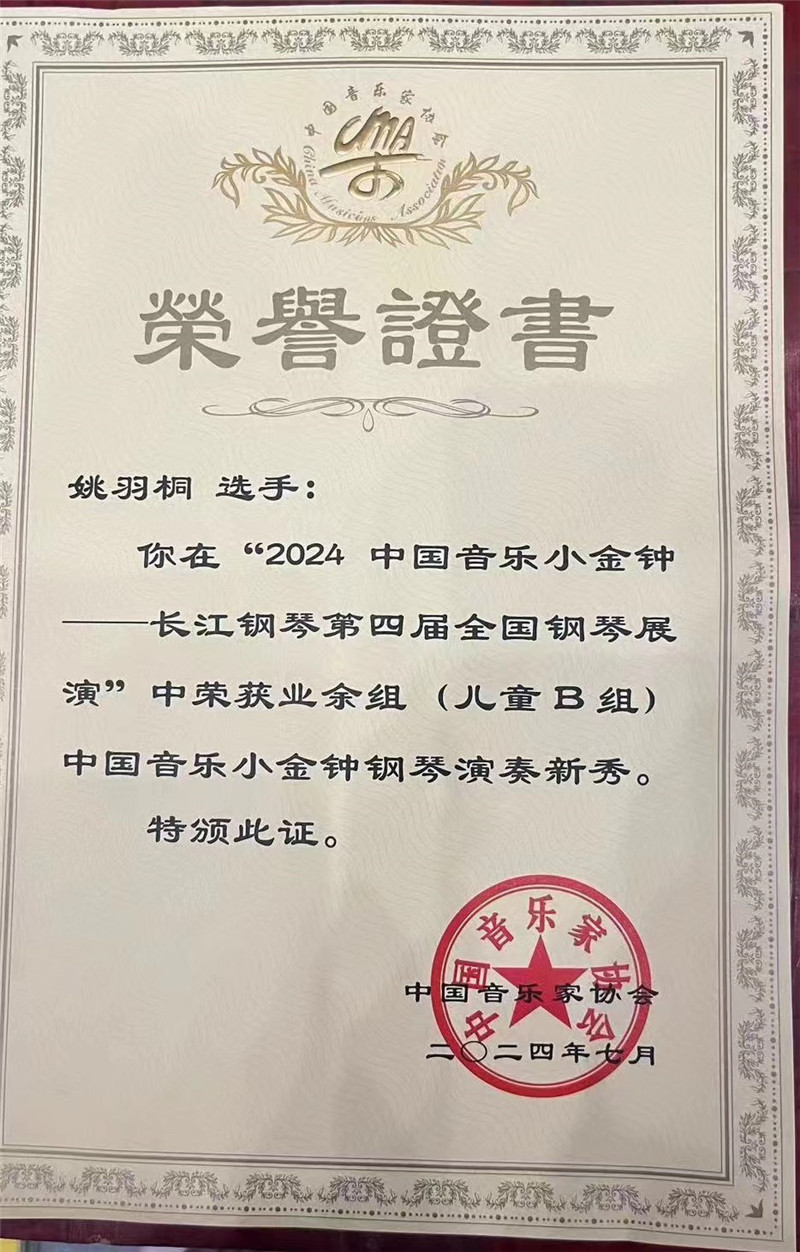 中国音乐家协会
CMA
China Musicians Association
榮譽證書
姚羽桐 选手：
你在“2024 中国音乐小金钟
——长江钢琴第四届全国钢琴展
演”中荣获业余组（儿童B组）
中国音乐小金钟钢琴演奏新秀。
特颁此证。
中国音乐家协会
中国音乐家协会
二〇二四年七月